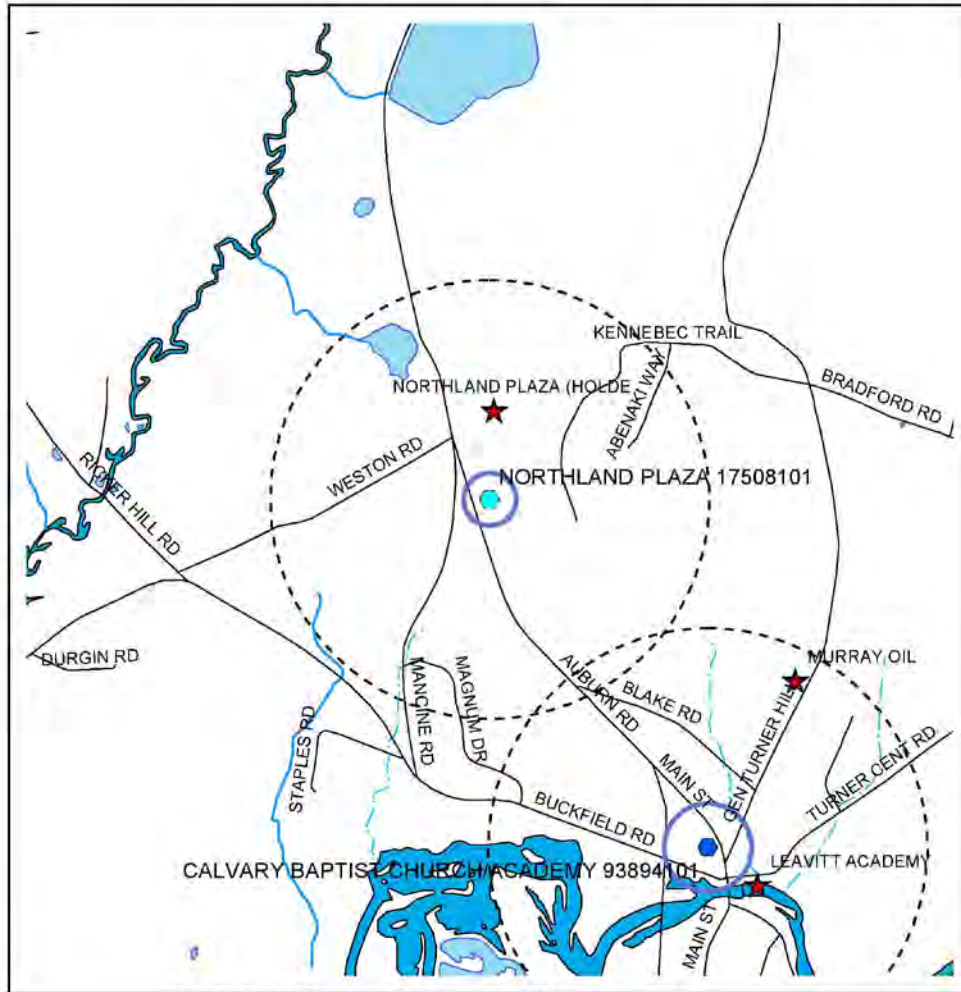 KENNEBEC TRAIL
BRADFORD RD
ABENAKI WAY
NORTHLAND PLAZA (HOLDE
WESTON RD
RICKER HILL RD
NORTHLAND PLAZA 17508101
DURGIN RD
MURRAY OIL
AUBURN RD
BLAKE RD
MAGNUM DR
MANCINE RD
STAPLES RD
GEN TURNER HILL
TURNER CENT RD
MAIN ST
BUCKFIELD RD
LEAVITT ACADEMY
CALVARY BAPTIST CHURCH/ACADEMY 93894101
MAIN ST